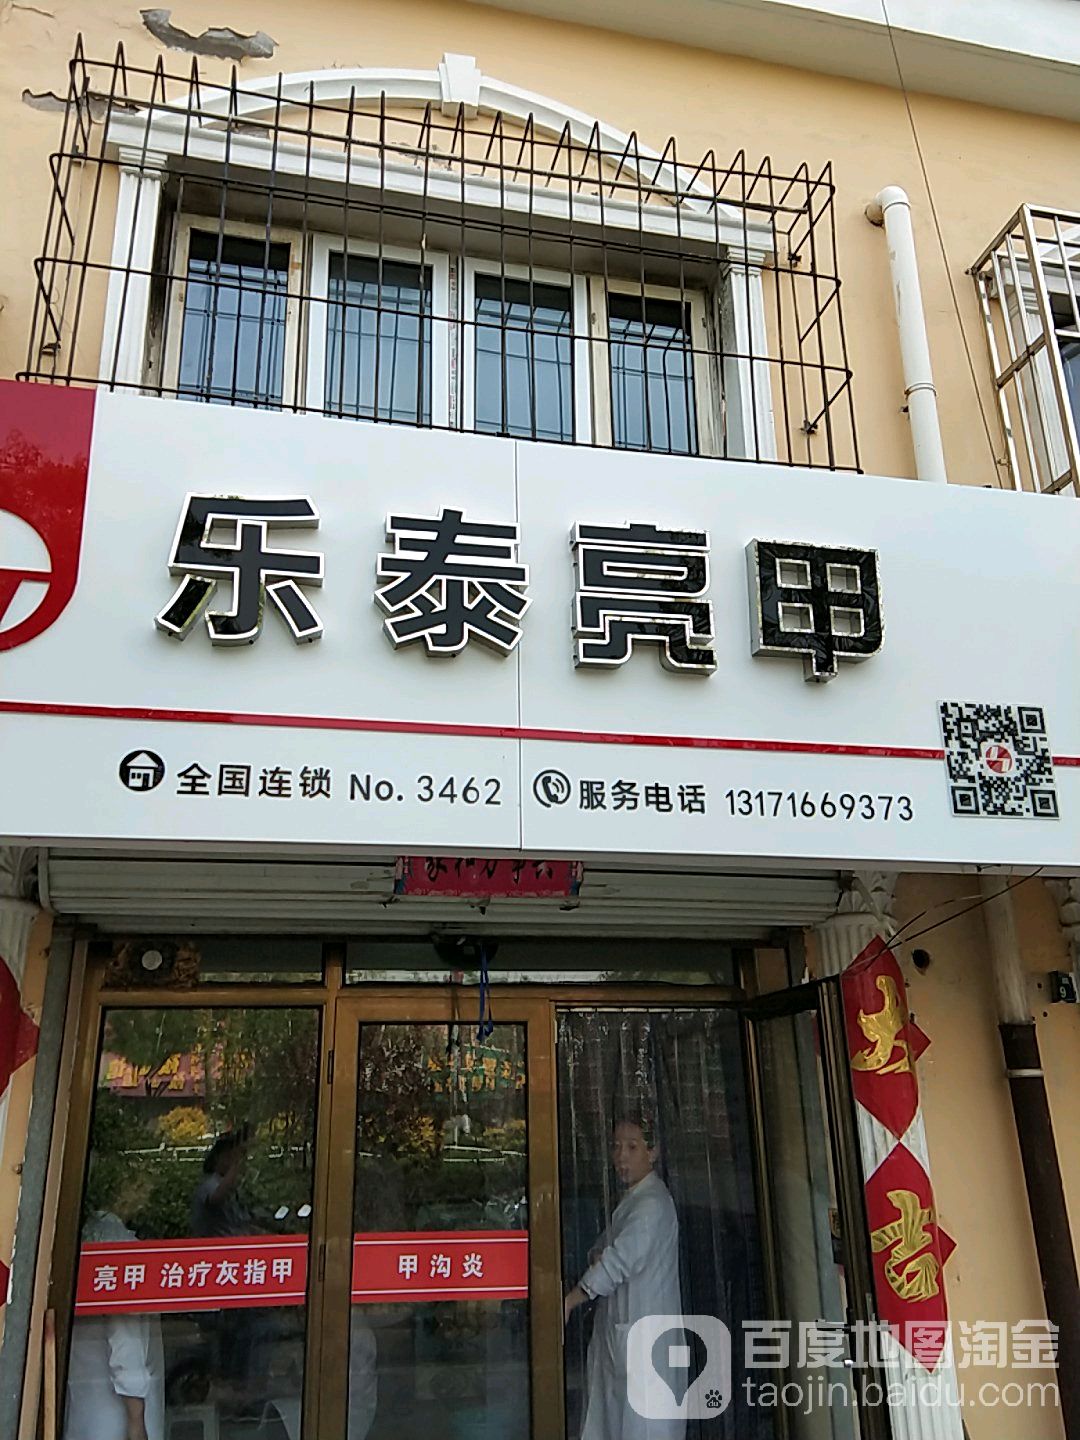 乐泰亮甲
全国连锁 No. 3462 服务电话 13171669373
亮甲 治疗灰指甲
甲沟炎
大
吉
9
百度地图淘金
taojin.baidu.com